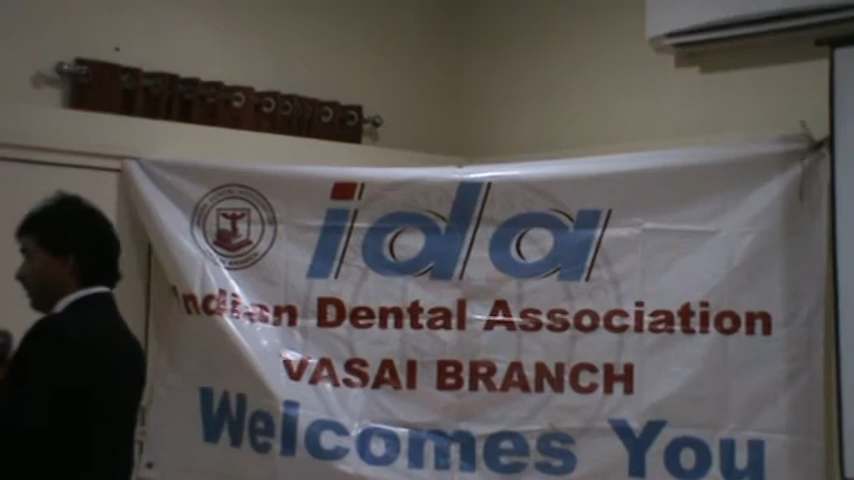 ida
Indian Dental Association
VASAI BRANCH
Welcomes You